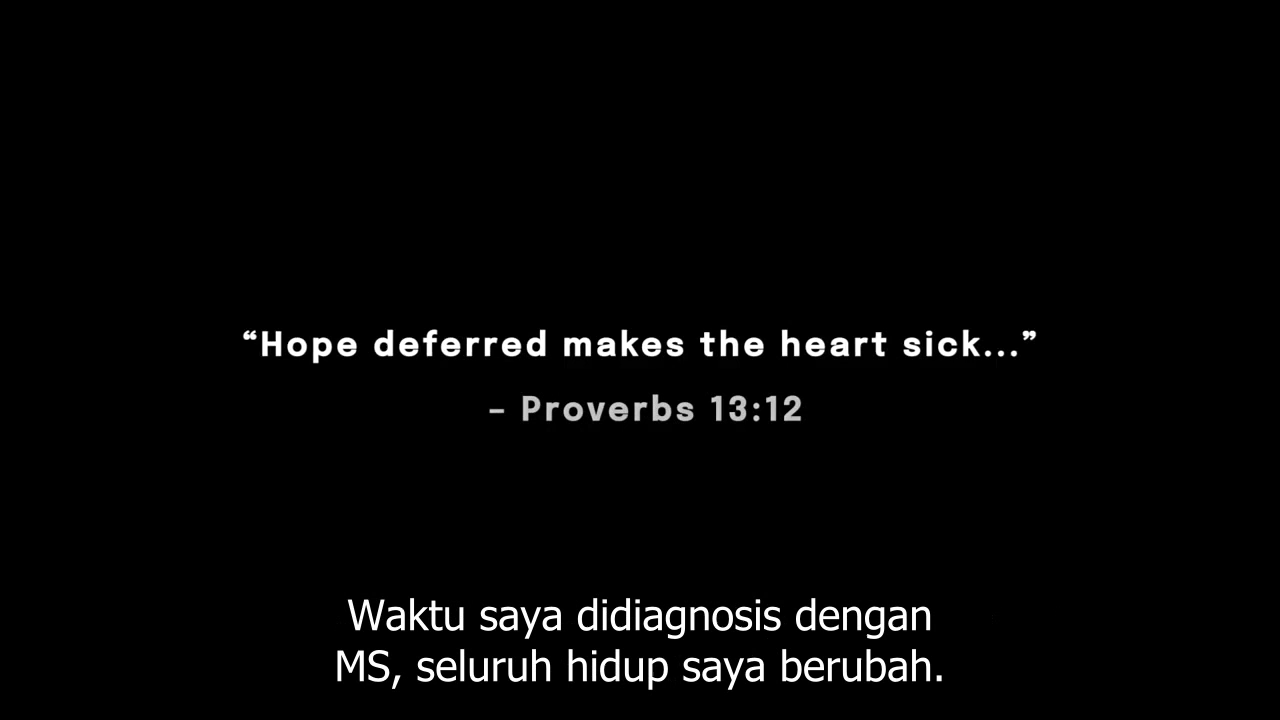 “Hope deferred makes the heart sick...”
– Proverbs 13:12
Waktu saya didiagnosis dengan
MS, seluruh hidup saya berubah.